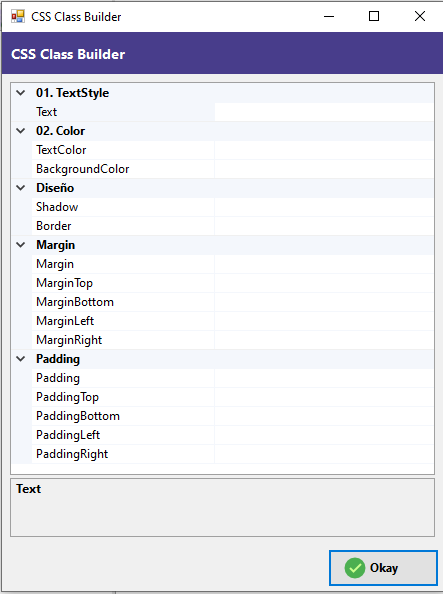 CSS Class Builder
CSS Class Builder
01. TextStyle
Text
02. Color
TextColor
BackgroundColor
Diseño
Shadow
Border
Margin
Margin
MarginTop
MarginBottom
MarginLeft
MarginRight
Padding
Padding
PaddingTop
PaddingBottom
PaddingLeft
PaddingRight
Text
Okay